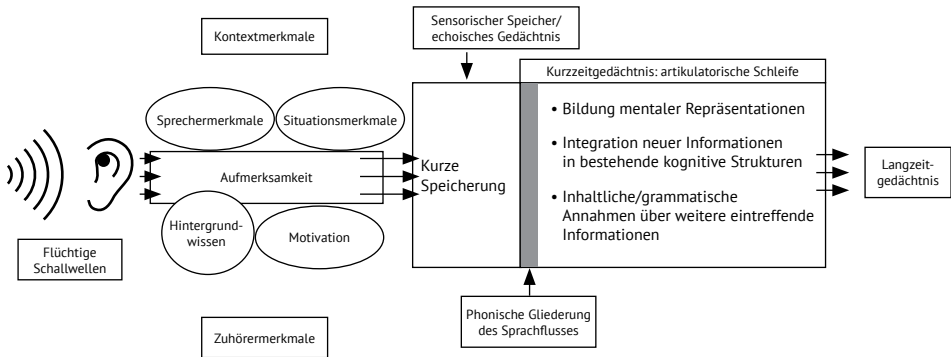 Kontextmerkmale
Sensorischer Speicher/
echoisches Gedächtnis
Kurzzeitgedächtnis: artikulatorische Schleife
Sprechermerkmale
Situationsmerkmale
Aufmerksamkeit
Hintergrund-
wissen
Motivation
Flüchtige
Schallwellen
Zuhörermerkmale
Kurze
Speicherung
• Bildung mentaler Repräsentationen
• Integration neuer Informationen
in bestehende kognitive Strukturen
• Inhaltliche/grammatische
Annahmen über weitere eintreffende
Informationen
Langzeit-
gedächtnis
Phonische Gliederung
des Sprachflusses